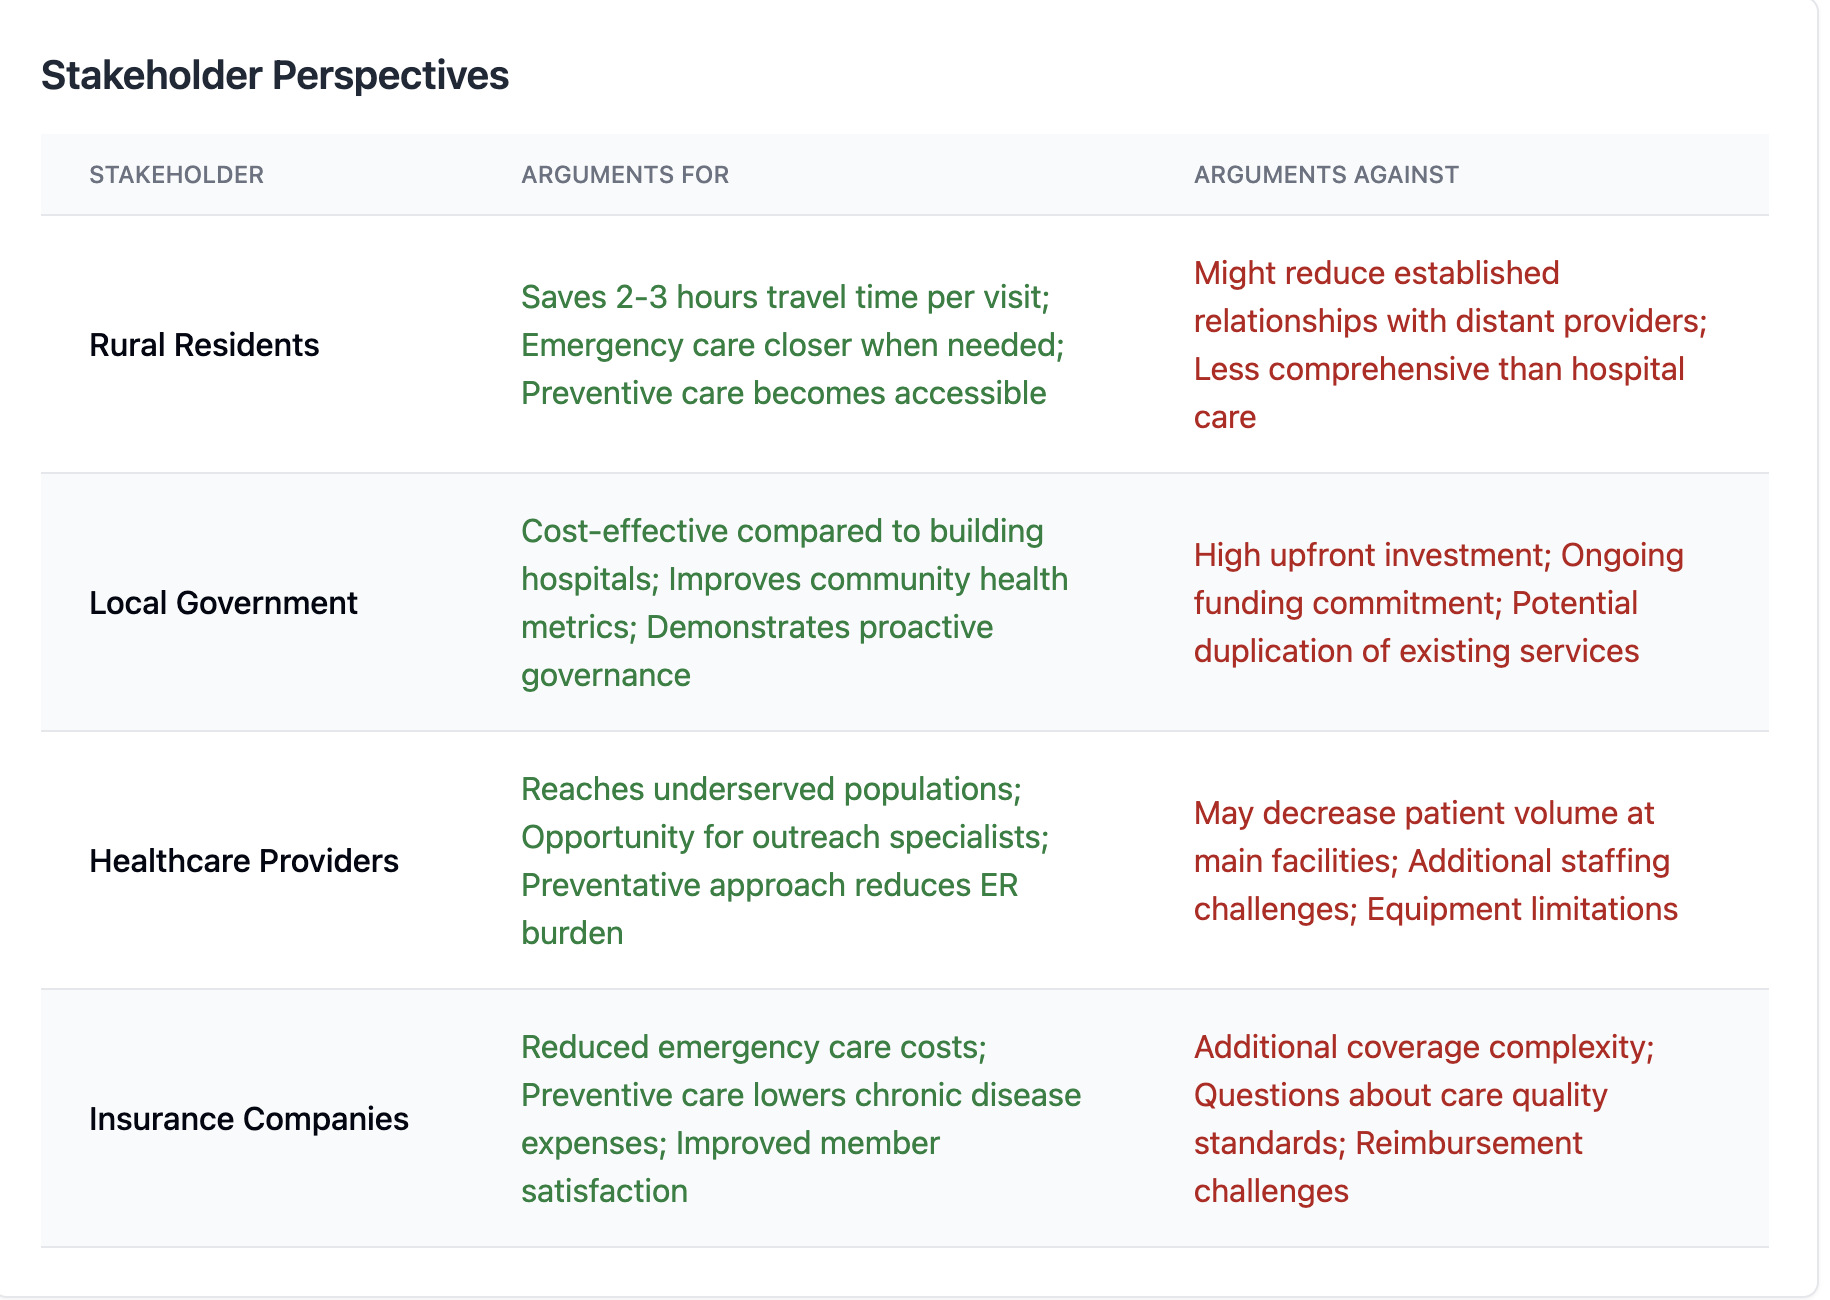 Stakeholder Perspectives
STAKEHOLDER
ARGUMENTS FOR
ARGUMENTS AGAINST
Rural Residents
Saves 2-3 hours travel time per visit;
Emergency care closer when needed;
Preventive care becomes accessible
Might reduce established
relationships with distant providers;
Less comprehensive than hospital
care
Local Government
Cost-effective compared to building
hospitals; Improves community health
metrics; Demonstrates proactive
governance
High upfront investment; Ongoing
funding commitment; Potential
duplication of existing services
Healthcare Providers
Reaches underserved populations;
Opportunity for outreach specialists;
Preventative approach reduces ER
burden
May decrease patient volume at
main facilities; Additional staffing
challenges; Equipment limitations
Insurance Companies
Reduced emergency care costs;
Preventive care lowers chronic disease
expenses; Improved member
satisfaction
Additional coverage complexity;
Questions about care quality
standards; Reimbursement
challenges